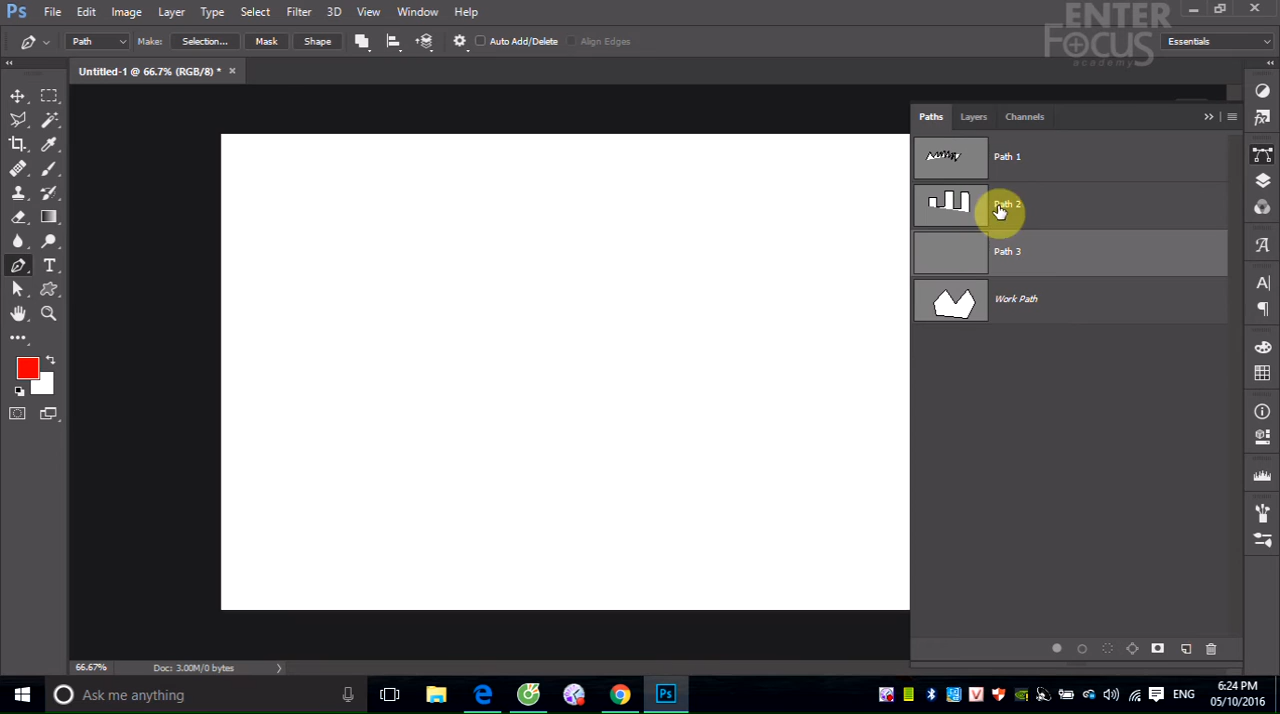 Ps File Edit Image Layer Type Select Filter 3D View Window Help
ENTER
FOCUS
academy
Path Make: Selection... Mask Shape Auto Add/Delete Align Edges Essentials
Untitled-1 @ 66.7% (RGB/8) *
Paths Layers Channels
Path 1
Path 2
Path 3
Work Path
66.67% Doc: 3.00M/0 bytes
Ask me anything
Ps
ENG
6:24 PM
05/10/2016